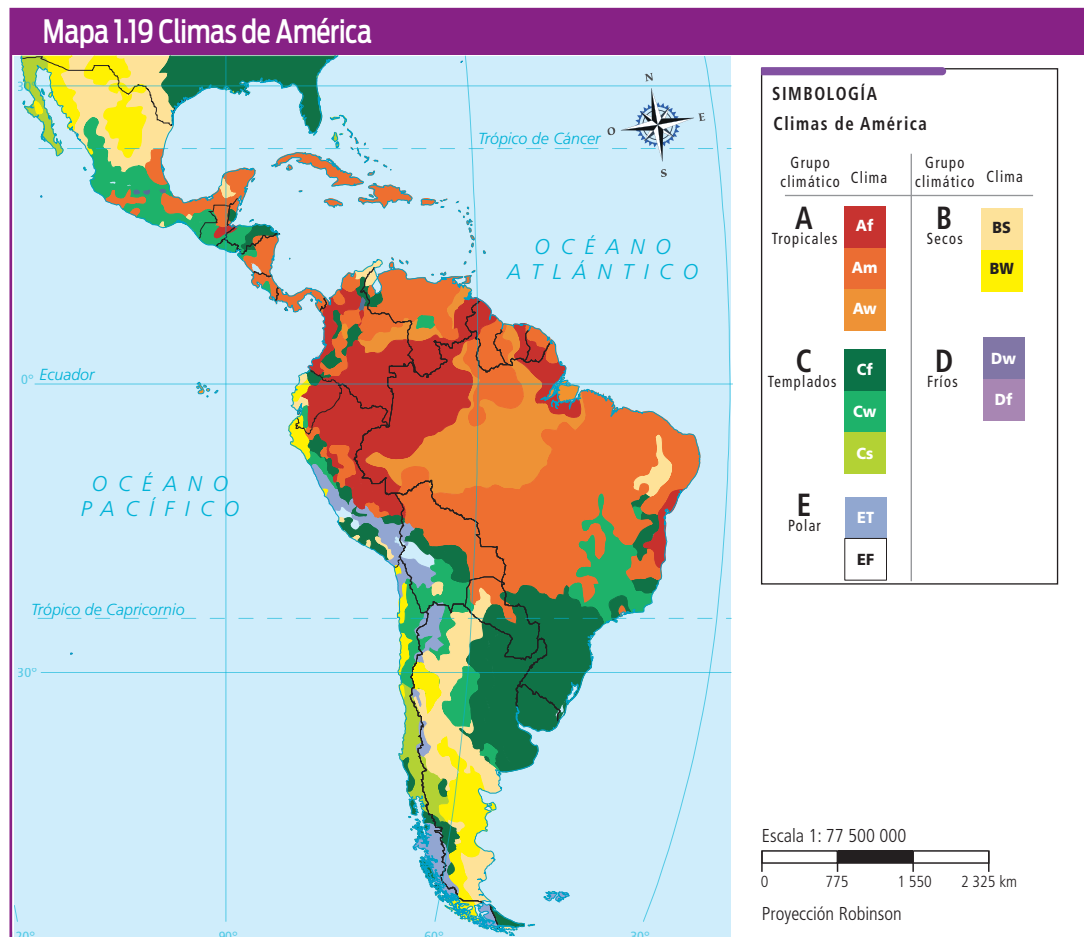 Mapa 1.19 Climas de América
N
O
E
S
30°
Trópico de Cáncer
OCÉANO
ATLÁNTICO
0° Ecuador
OCÉANO
PACÍFICO
Trópico de Capricornio
30°
90°
60°
30°
SIMBOLOGÍA
Climas de América
Grupo climático Clima
Grupo climático Clima
A Tropicales
Af
Am
Aw
B Secos
BS
BW
C Templados
Cf
Cw
Cs
D Fríos
Dw
Df
E Polar
ET
EF
Escala 1: 77 500 000
0 775 1 550 2 325 km
Proyección Robinson